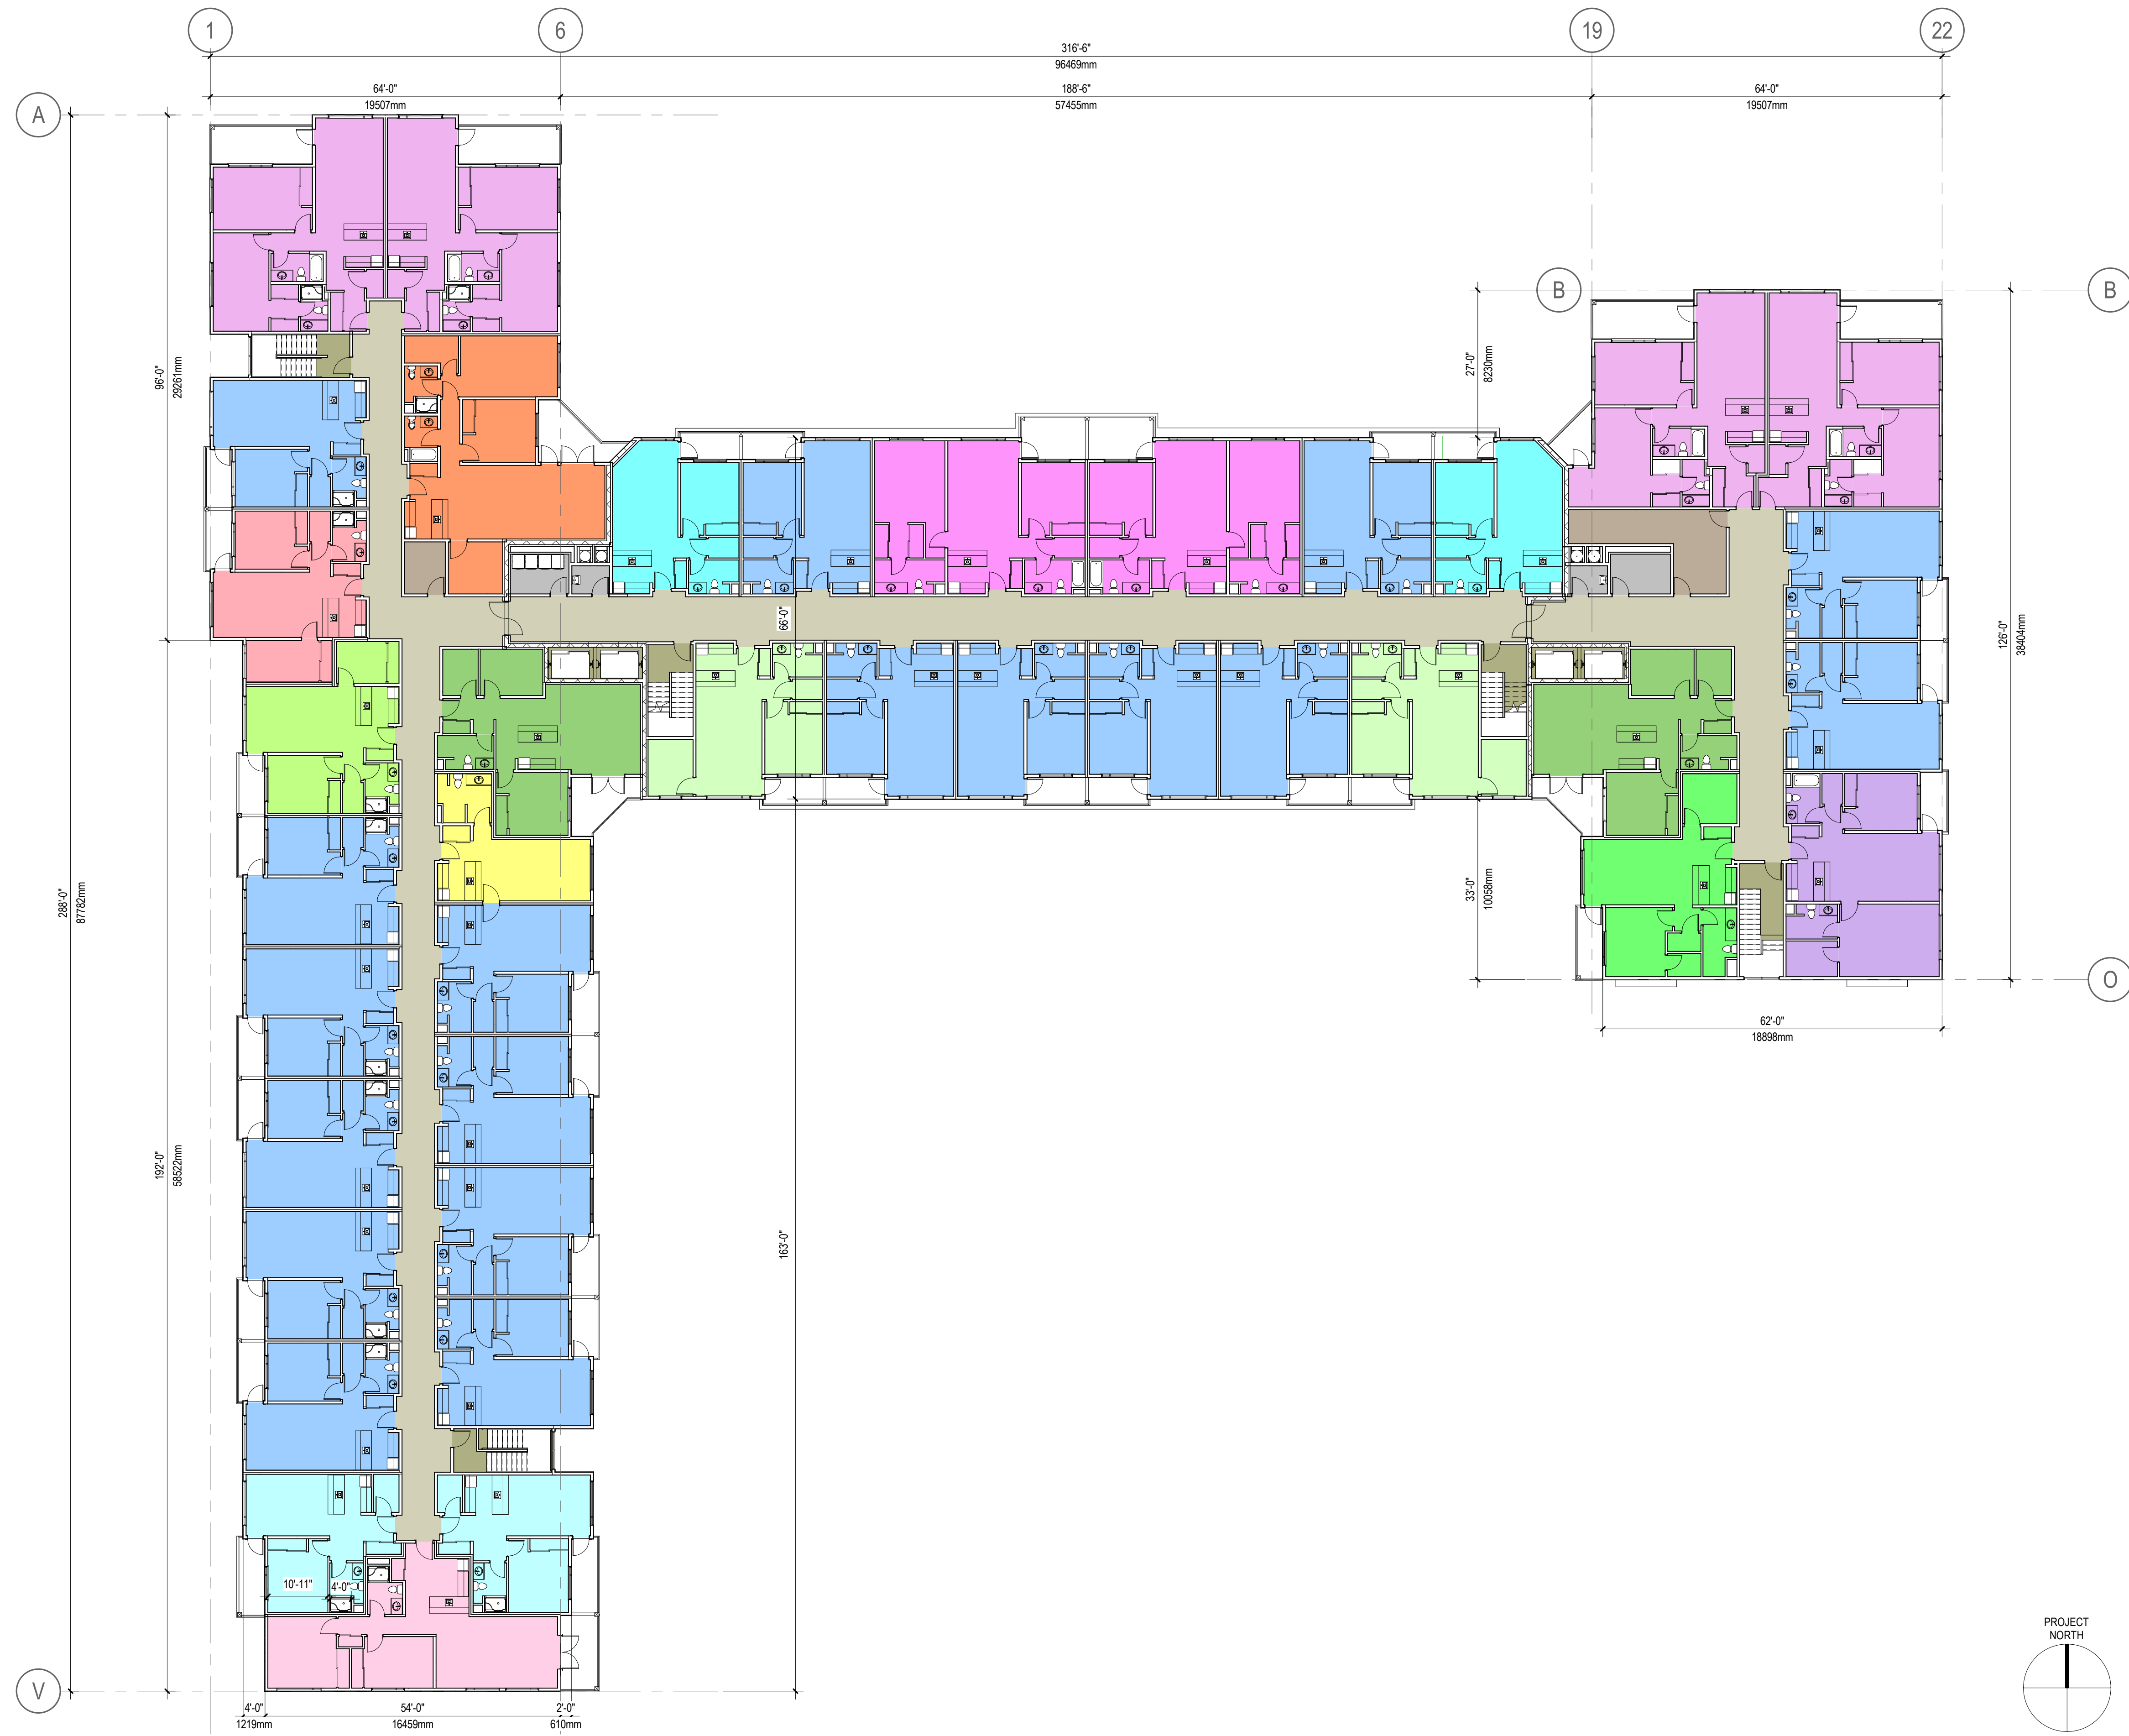 1
6
19
22
316'-6"
96469mm
64'-0"
19507mm
188'-6"
57455mm
64'-0"
19507mm
A
B
B
27'-0"
8230mm
96'-0"
29261mm
66'-0"
126'-0"
38404mm
288'-0"
87782mm
33'-0"
10058mm
O
62'-0"
18898mm
192'-0"
58522mm
163'-0"
10'-11"
4'-0"
PROJECT
NORTH
V
4'-0"
1219mm
54'-0"
16459mm
2'-0"
610mm